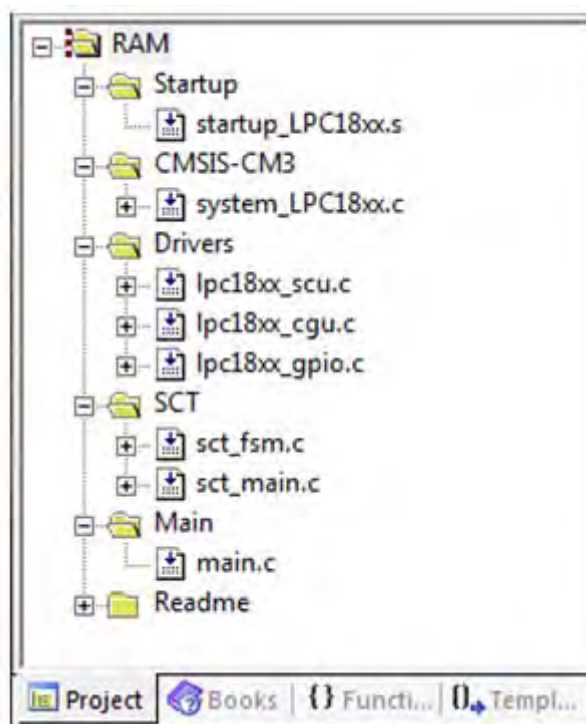 RAM
Startup
startup_LPC18xx.s
CMSIS-CM3
system_LPC18xx.c
Drivers
lpc18xx_scu.c
lpc18xx_cgu.c
lpc18xx_gpio.c
SCT
sct_fsm.c
sct_main.c
Main
main.c
Readme
Project Books {} Functi... 0 Templ...